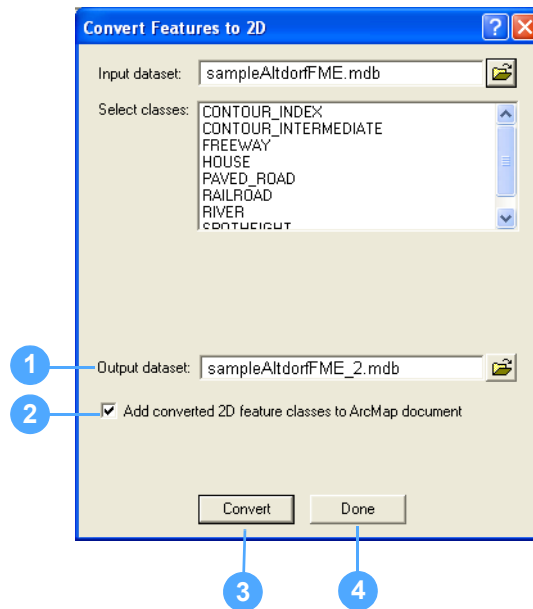 Convert Features to 2D
Input dataset: sampleAltdorfFME.mdb
Select classes: CONTOUR_INDEX
CONTOUR_INTERMEDIATE
FREEWAY
HOUSE
PAVED_ROAD
RAILROAD
RIVER
SPOTHEIGHT
1 Output dataset: sampleAltdorfFME_2.mdb
2 Add converted 2D feature classes to ArcMap document
Convert Done
3 4